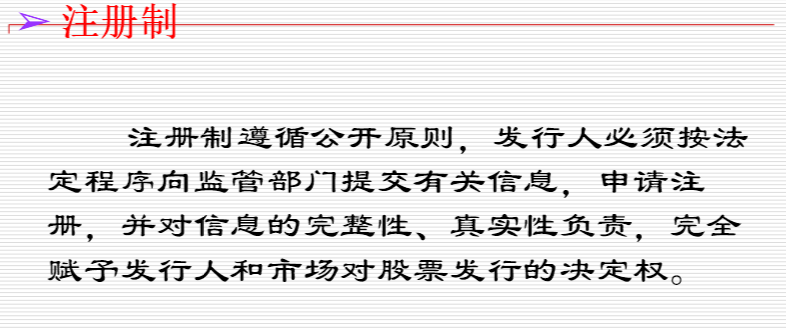 注册制
注册制遵循公开原则，发行人必须按法
定程序向监管部门提交有关信息，申请注
册，并对信息的完整性、真实性负责，完全
赋予发行人和市场对股票发行的决定权。